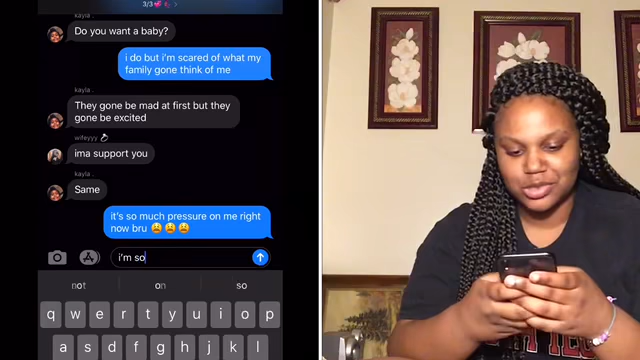 3/3💞
kayla .
Do you want a baby?
i do but i'm scared of what my
family gone think of me
kayla .
They gone be mad at first but they
gone be excited
wifeyyy 💍
ima support you
kayla .
Same
it's so much pressure on me right
now bru 😫😫😫
i'm so
not on so
q w e r t y u i o p
a s d f g h j k l